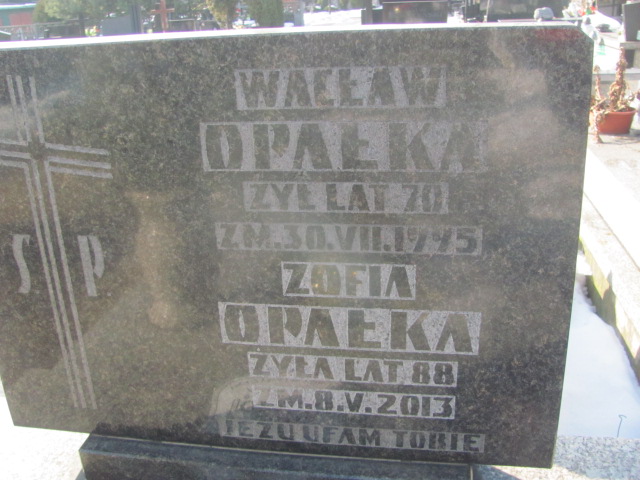 S P
WACŁAW
OPAŁKA
ŻYŁ LAT 70
ZM.30.VII.1995
ZOFIA
OPAŁKA
ŻYŁA LAT 88
ZM.8.V.2013
JEZU UFAM TOBIE